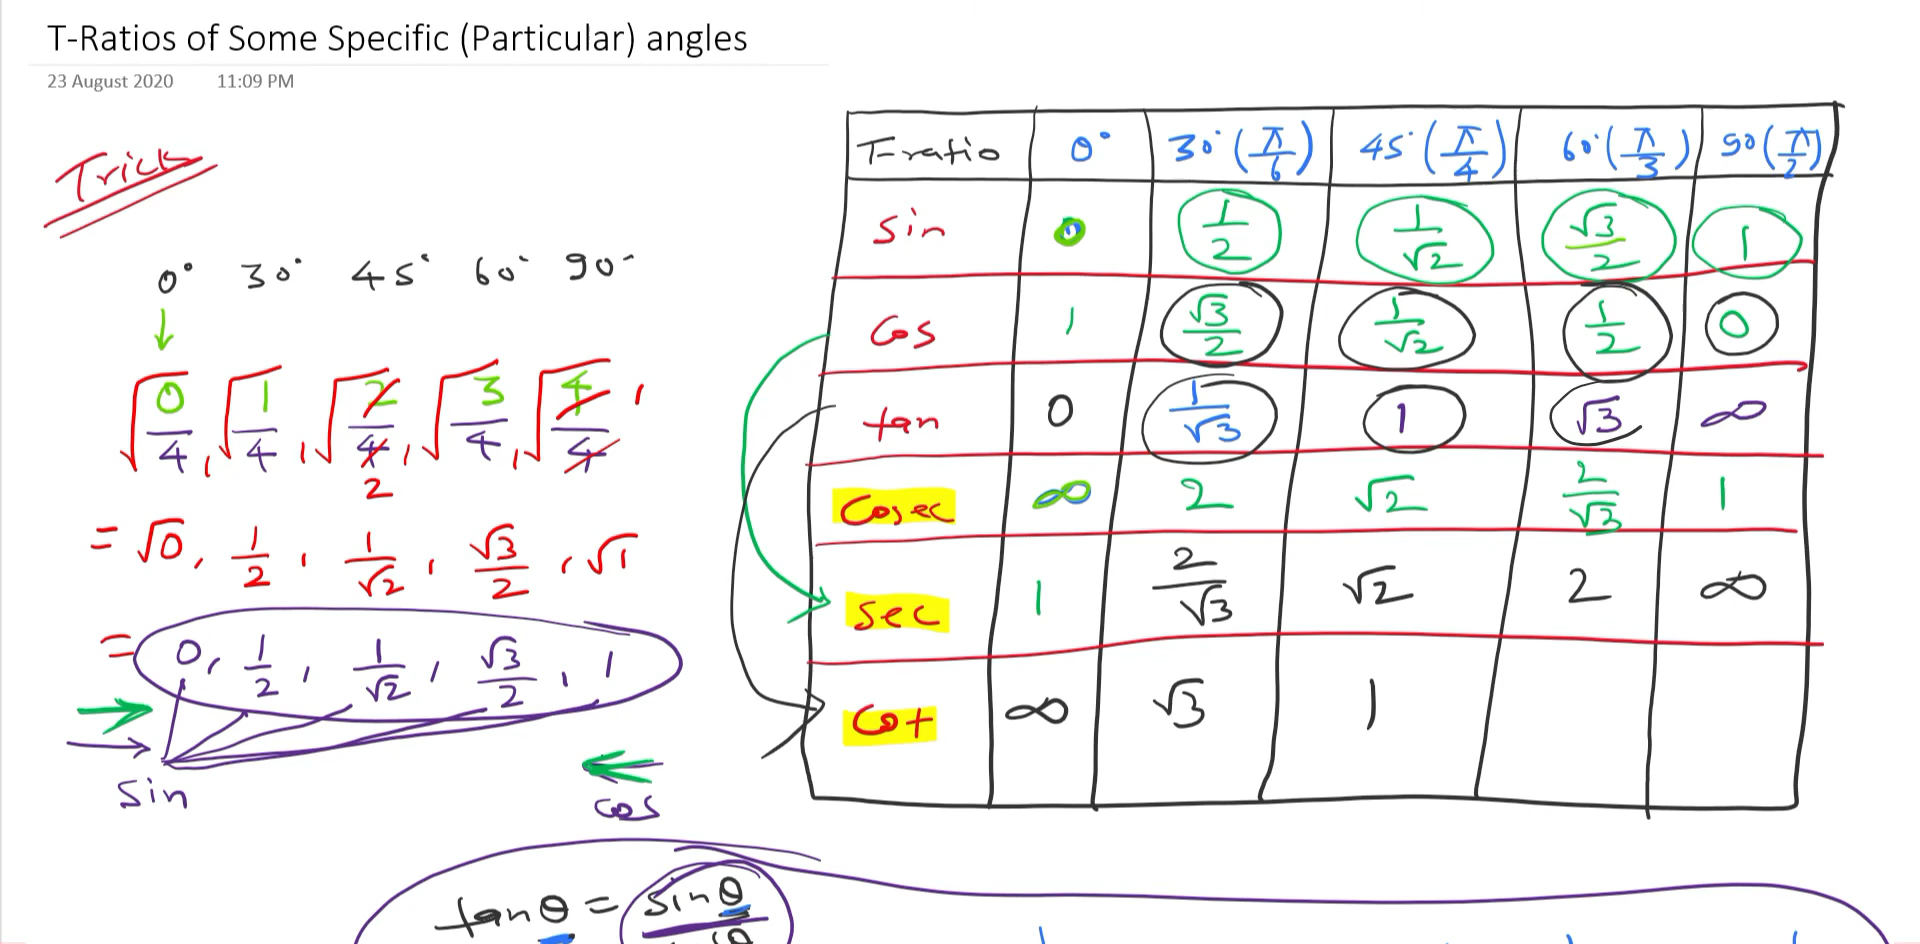 T-Ratios of Some Specific (Particular) angles
23 August 2020 11:09 PM
Trick
0° 30° 45° 60° 90°
√0/4, √1/4, √2/4, √3/4, √4/4
2
= √0, 1/2, 1/√2, √3/2, √1
= 0, 1/2, 1/√2, √3/2, 1
sin
cos
T-ratio 0° 30° (π/6) 45° (π/4) 60° (π/3) 90 (π/2)
Sin 0 1/2 1/√2 √3/2 1
Cos 1 √3/2 1/√2 1/2 0
tan 0 1/√3 1 √3 ∞
Cosec ∞ 2 √2 2/√3 1
Sec 1 2/√3 √2 2 ∞
Cot ∞ √3 1
tanθ = sinθ